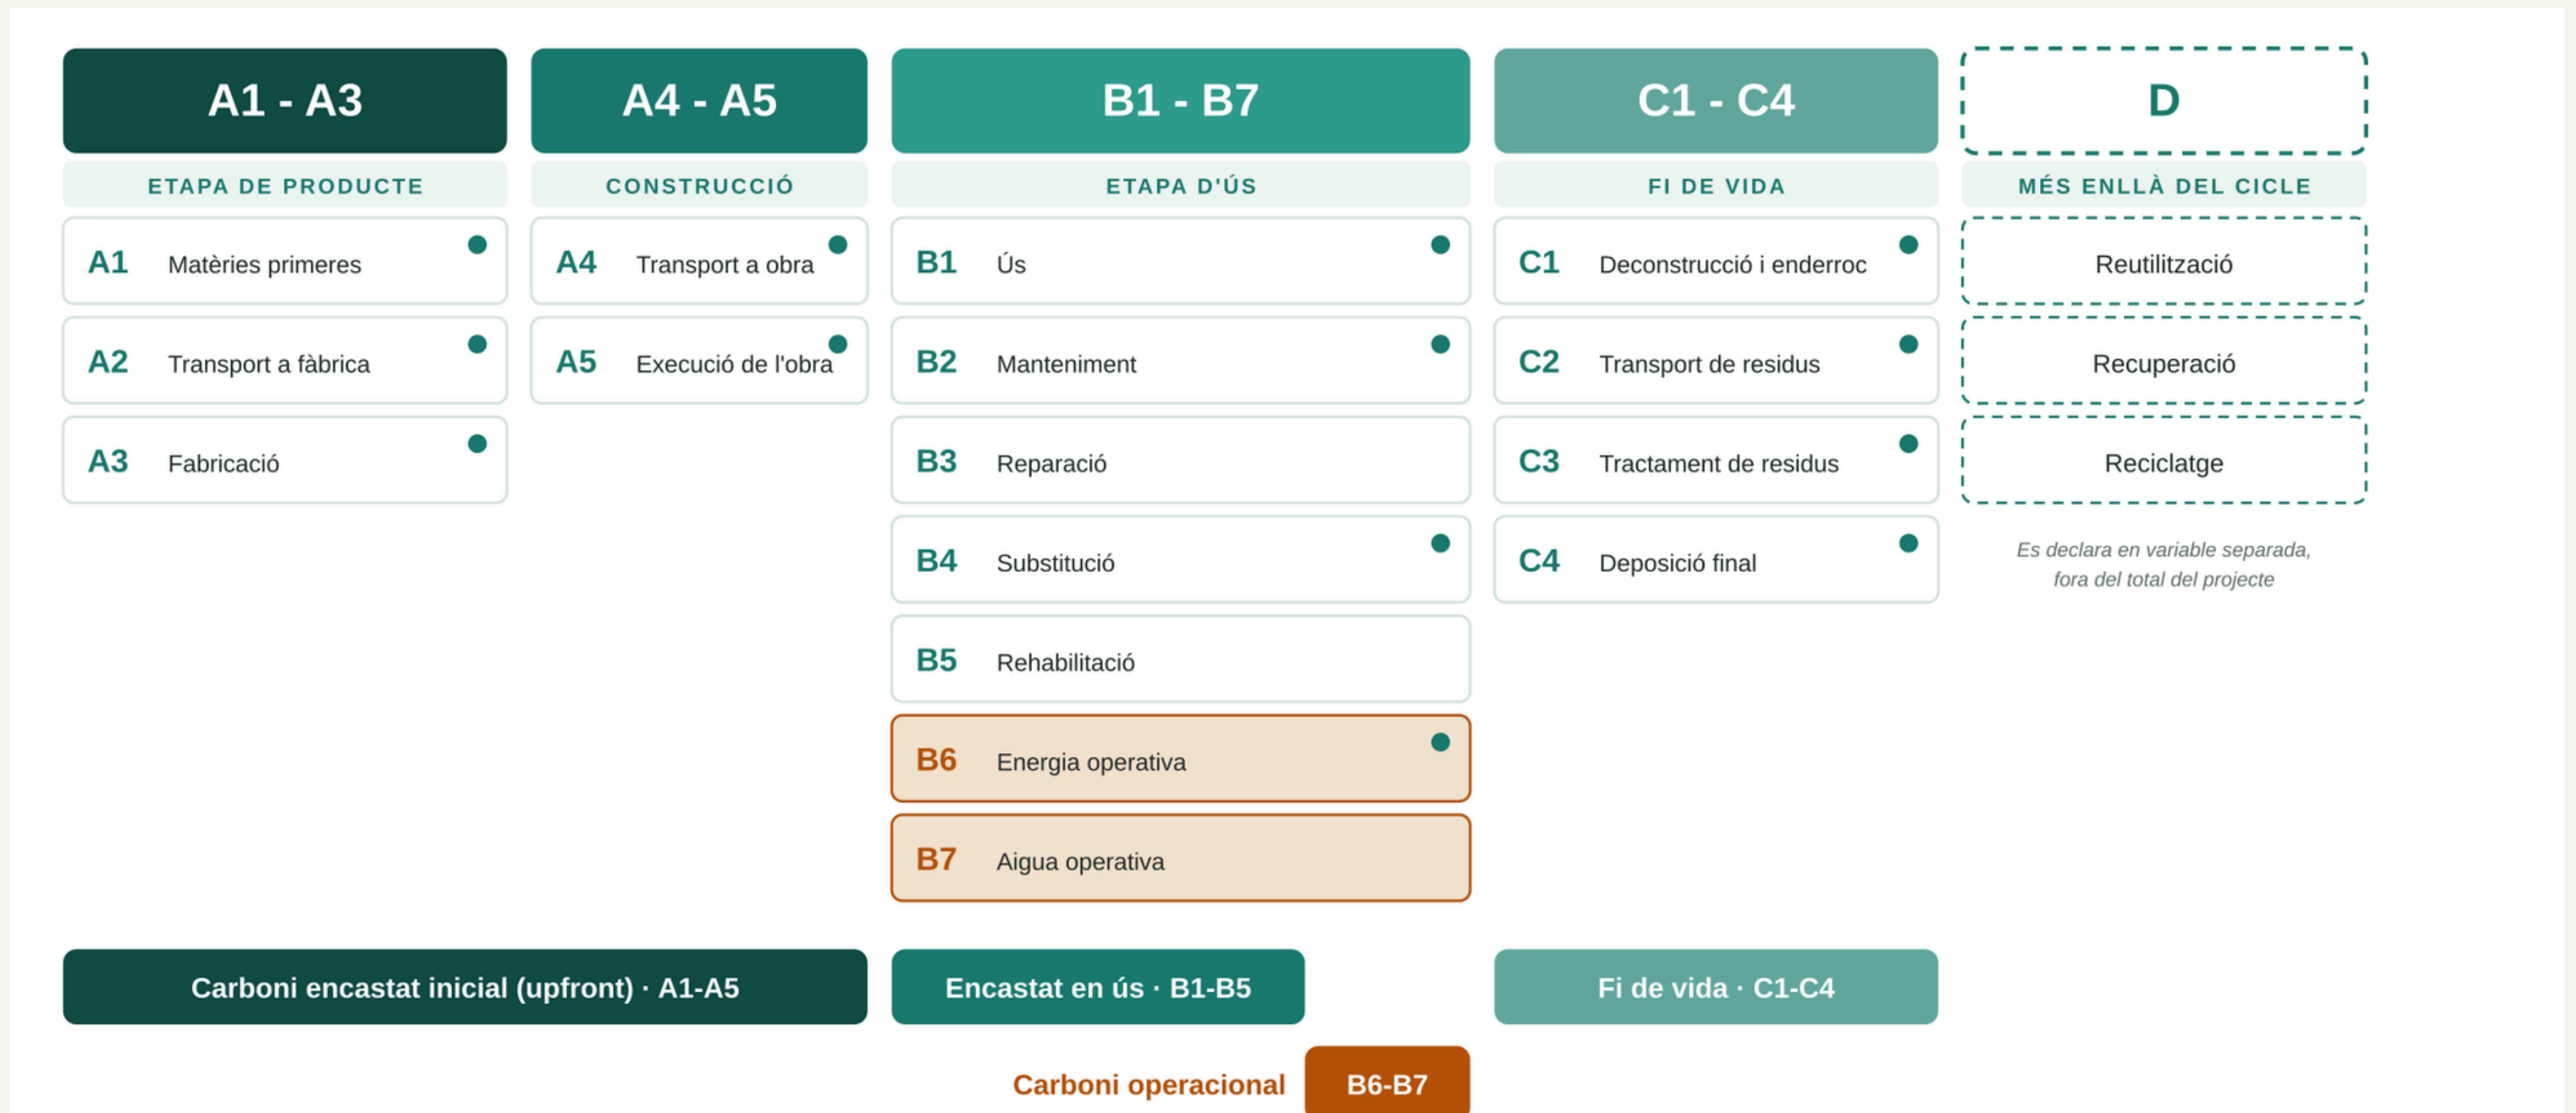 A1 - A3
ETAPA DE PRODUCTE
A1 Matèries primeres
A2 Transport a fàbrica
A3 Fabricació
A4 - A5
CONSTRUCCIÓ
A4 Transport a obra
A5 Execució de l'obra
B1 - B7
ETAPA D'ÚS
B1 Ús
B2 Manteniment
B3 Reparació
B4 Substitució
B5 Rehabilitació
B6 Energia operativa
B7 Aigua operativa
C1 - C4
FI DE VIDA
C1 Deconstrucció i enderroc
C2 Transport de residus
C3 Tractament de residus
C4 Deposició final
D
MÉS ENLLÀ DEL CICLE
Reutilització
Recuperació
Reciclatge
Es declara en variable separada,
fora del total del projecte
Carboni encastat inicial (upfront) · A1-A5
Encastat en ús · B1-B5
Fi de vida · C1-C4
Carboni operacional B6-B7